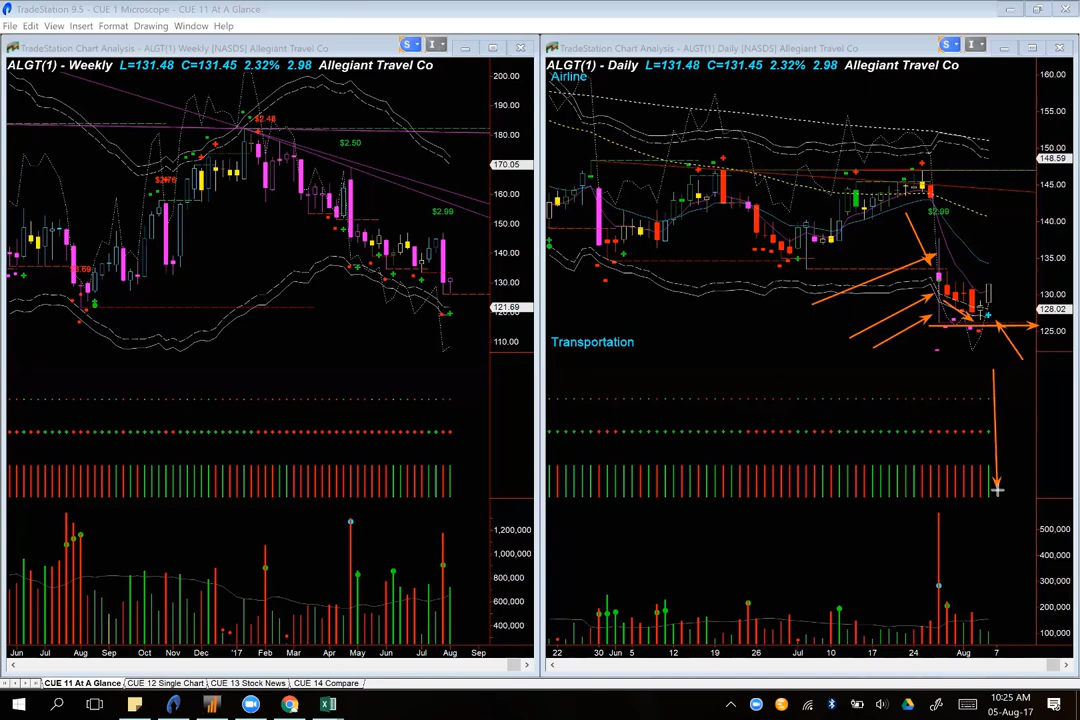 TradeStation 9.5 - CUE 1 Microscope - CUE 11 At A Glance
File Edit View Insert Format Drawing Window Help
TradeStation Chart Analysis - ALGT(1) Weekly [NASDS] Allegiant Travel Co
S I
ALGT(1) - Weekly L=131.48 C=131.45 2.32% 2.98 Allegiant Travel Co
200.00
190.00
180.00
170.05
160.00
150.00
140.00
130.00
121.69
110.00
$2.48
$2.50
$2.99
1,200,000
1,000,000
800,000
600,000
400,000
Jun Jul Aug Sep Oct Nov Dec '17 Feb Mar Apr May Jun Jul Aug Sep
TradeStation Chart Analysis - ALGT(1) Daily [NASDS] Allegiant Travel Co
S I
ALGT(1) - Daily L=131.48 C=131.45 2.32% 2.98 Allegiant Travel Co
Airline
160.00
155.00
150.00
148.59
145.00
140.00
135.00
130.00
128.02
125.00
$2.99
Transportation
500,000
400,000
300,000
200,000
100,000
22 30 Jun 5 12 19 26 Jul 10 17 24 Aug 7
CUE 11 At A Glance CUE 12 Single Chart CUE 13 Stock News CUE 14 Compare
10:25 AM
05-Aug-17